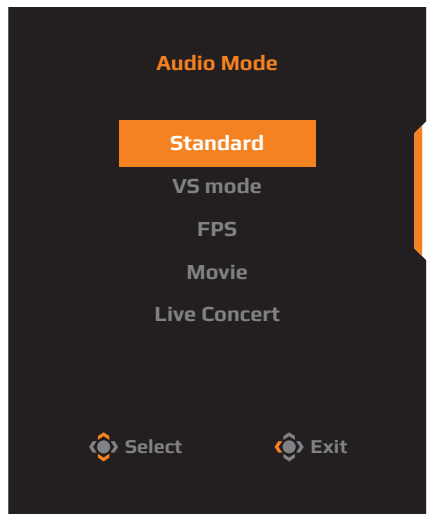 Audio Mode
Standard
VS mode
FPS
Movie
Live Concert
Select Exit